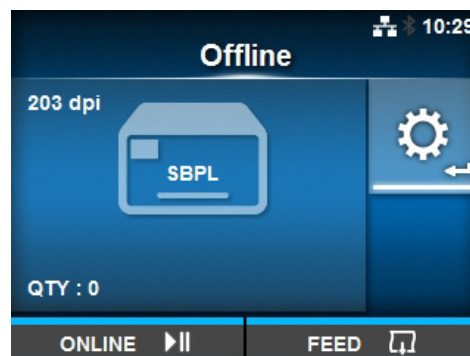 10:29
Offline
203 dpi
SBPL
QTY : 0
ONLINE
FEED